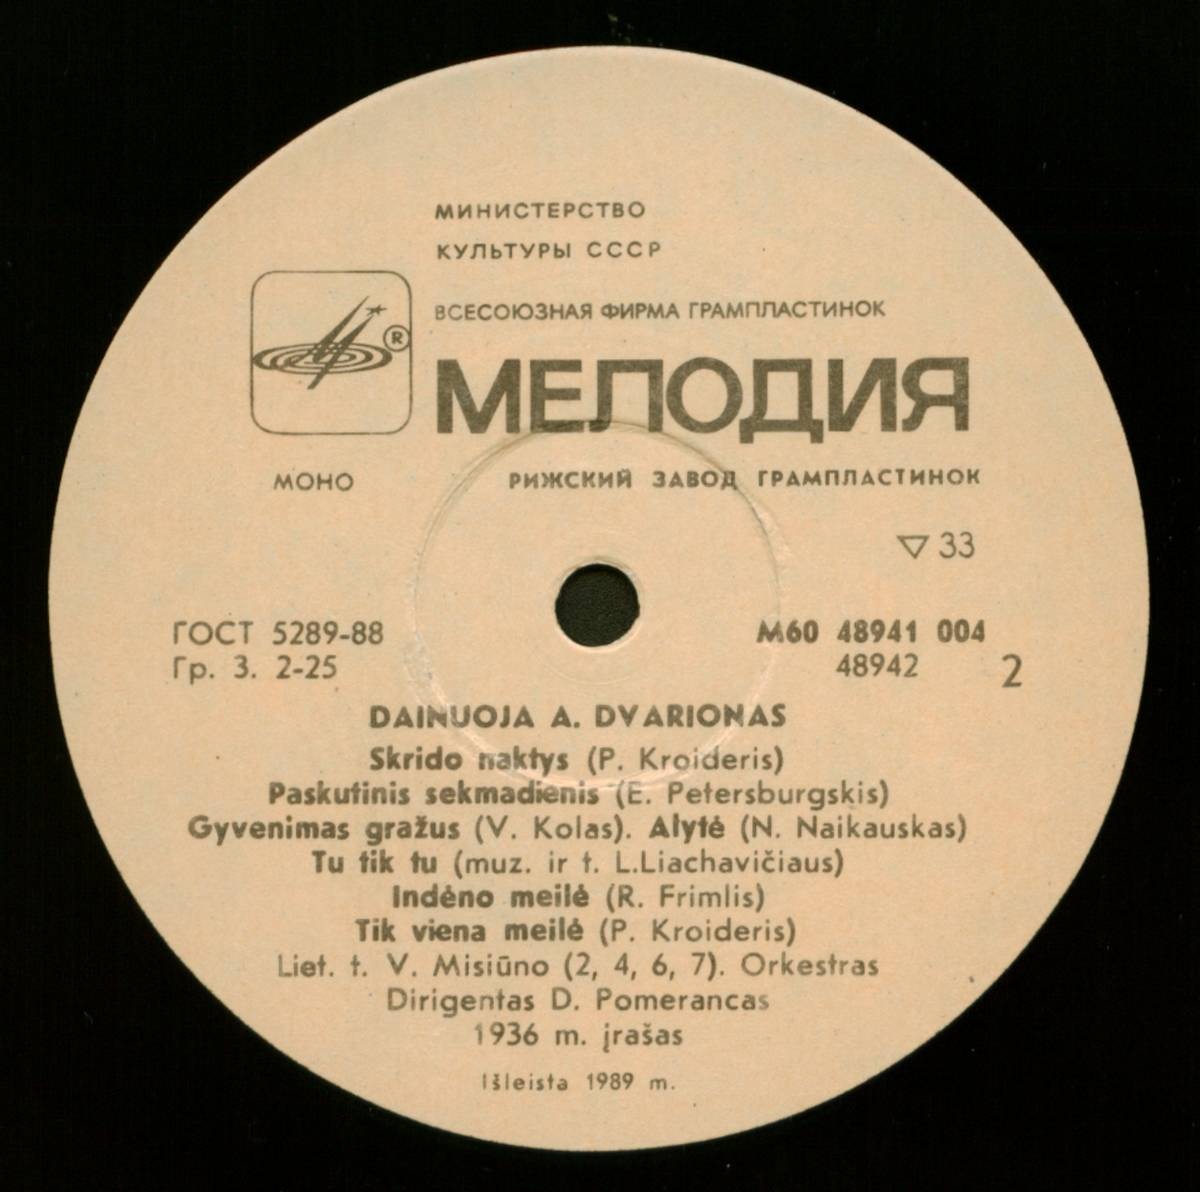 МИНИСТЕРСТВО
КУЛЬТУРЫ СССР
ВСЕСОЮЗНАЯ ФИРМА ГРАМПЛАСТИНОК
®
МЕЛОДИЯ
МОНО
РИЖСКИЙ ЗАВОД ГРАМПЛАСТИНОК
▽ 33
ГОСТ 5289-88
Гр. 3. 2-25
М60 48941 004
48942
2
DAINUOJA A. DVARIONAS
Skrido naktys (P. Kroideris)
Paskutinis sekmadienis (E. Petersburgskis)
Gyvenimas gražus (V. Kolas). Alytė (N. Naikauskas)
Tu tik tu (muz. ir t. L.Liachavičiaus)
Indėno meilė (R. Frimlis)
Tik viena meilė (P. Kroideris)
Liet. t. V. Misiūno (2, 4, 6, 7). Orkestras
Dirigentas D. Pomerancas
1936 m. įrašas
Išleista 1989 m.